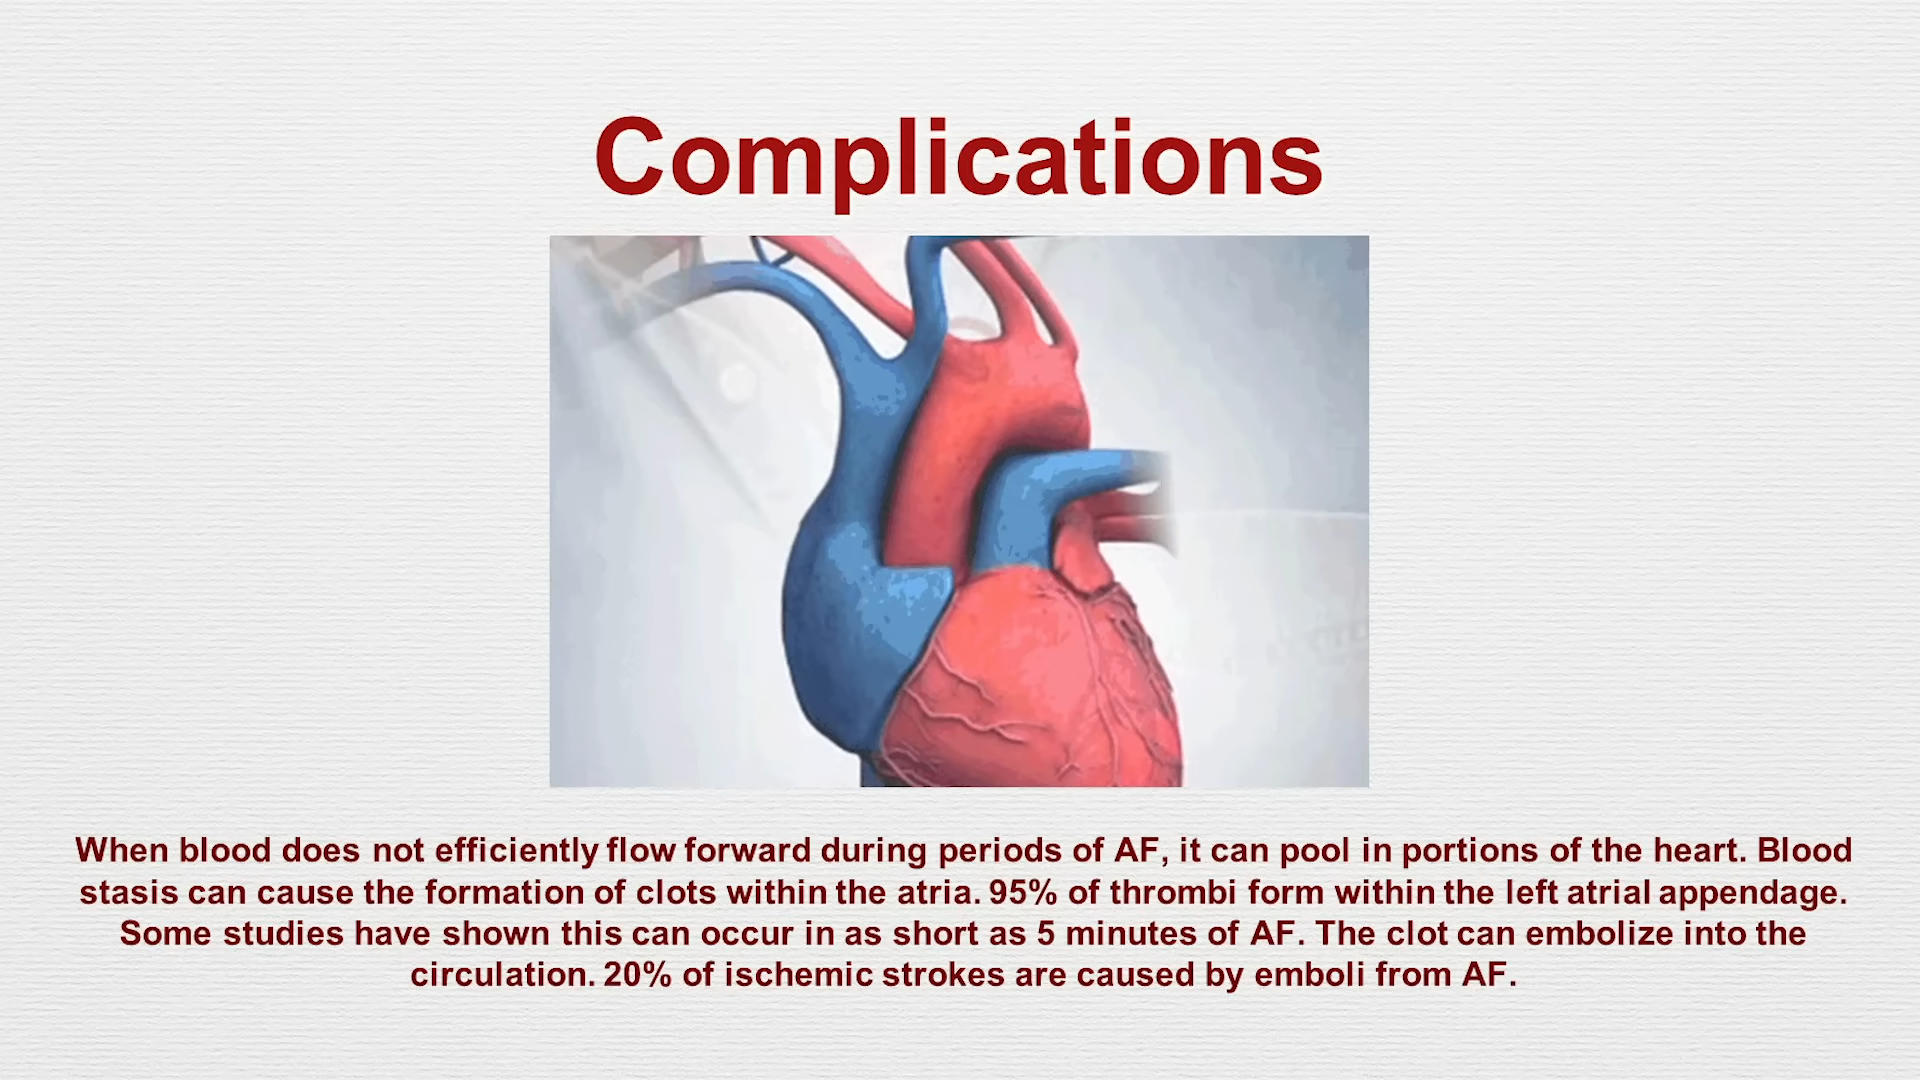 Complications
When blood does not efficiently flow forward during periods of AF, it can pool in portions of the heart. Blood
stasis can cause the formation of clots within the atria. 95% of thrombi form within the left atrial appendage.
Some studies have shown this can occur in as short as 5 minutes of AF. The clot can embolize into the
circulation. 20% of ischemic strokes are caused by emboli from AF.